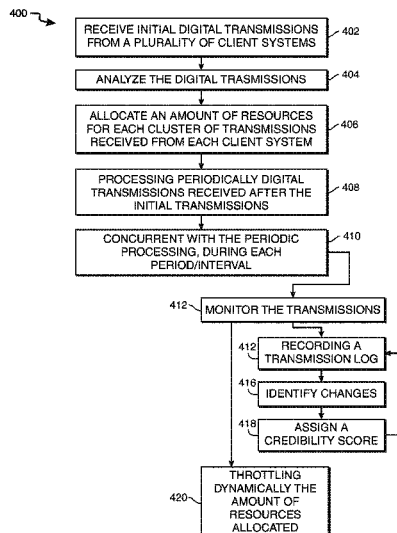 400
RECEIVE INITIAL DIGITAL TRANSMISSIONS
FROM A PLURALITY OF CLIENT SYSTEMS
402
ANALYZE THE DIGITAL TRASMISSIONS
404
ALLOCATE AN AMOUNT OF RESOURCES
FOR EACH CLUSTER OF TRANSMISSIONS
RECEIVED FROM EACH CLIENT SYSTEM
406
PROCESSING PERIODICALLY DIGITAL
TRANSMISSIONS RECEIVED AFTER THE
INITIAL TRANSMISSIONS
408
CONCURRENT WITH THE PERIODIC
PROCESSING, DURING EACH
PERIOD/INTERVAL
410
412
MONITOR THE TRANSMISSIONS
412
RECORDING A
TRANSMISSION LOG
416
IDENTIFY CHANGES
418
ASSIGN A
CREDIBILITY SCORE
420
THROTTLING
DYNAMICALLY THE
AMOUNT OF
RESOURCES
ALLOCATED